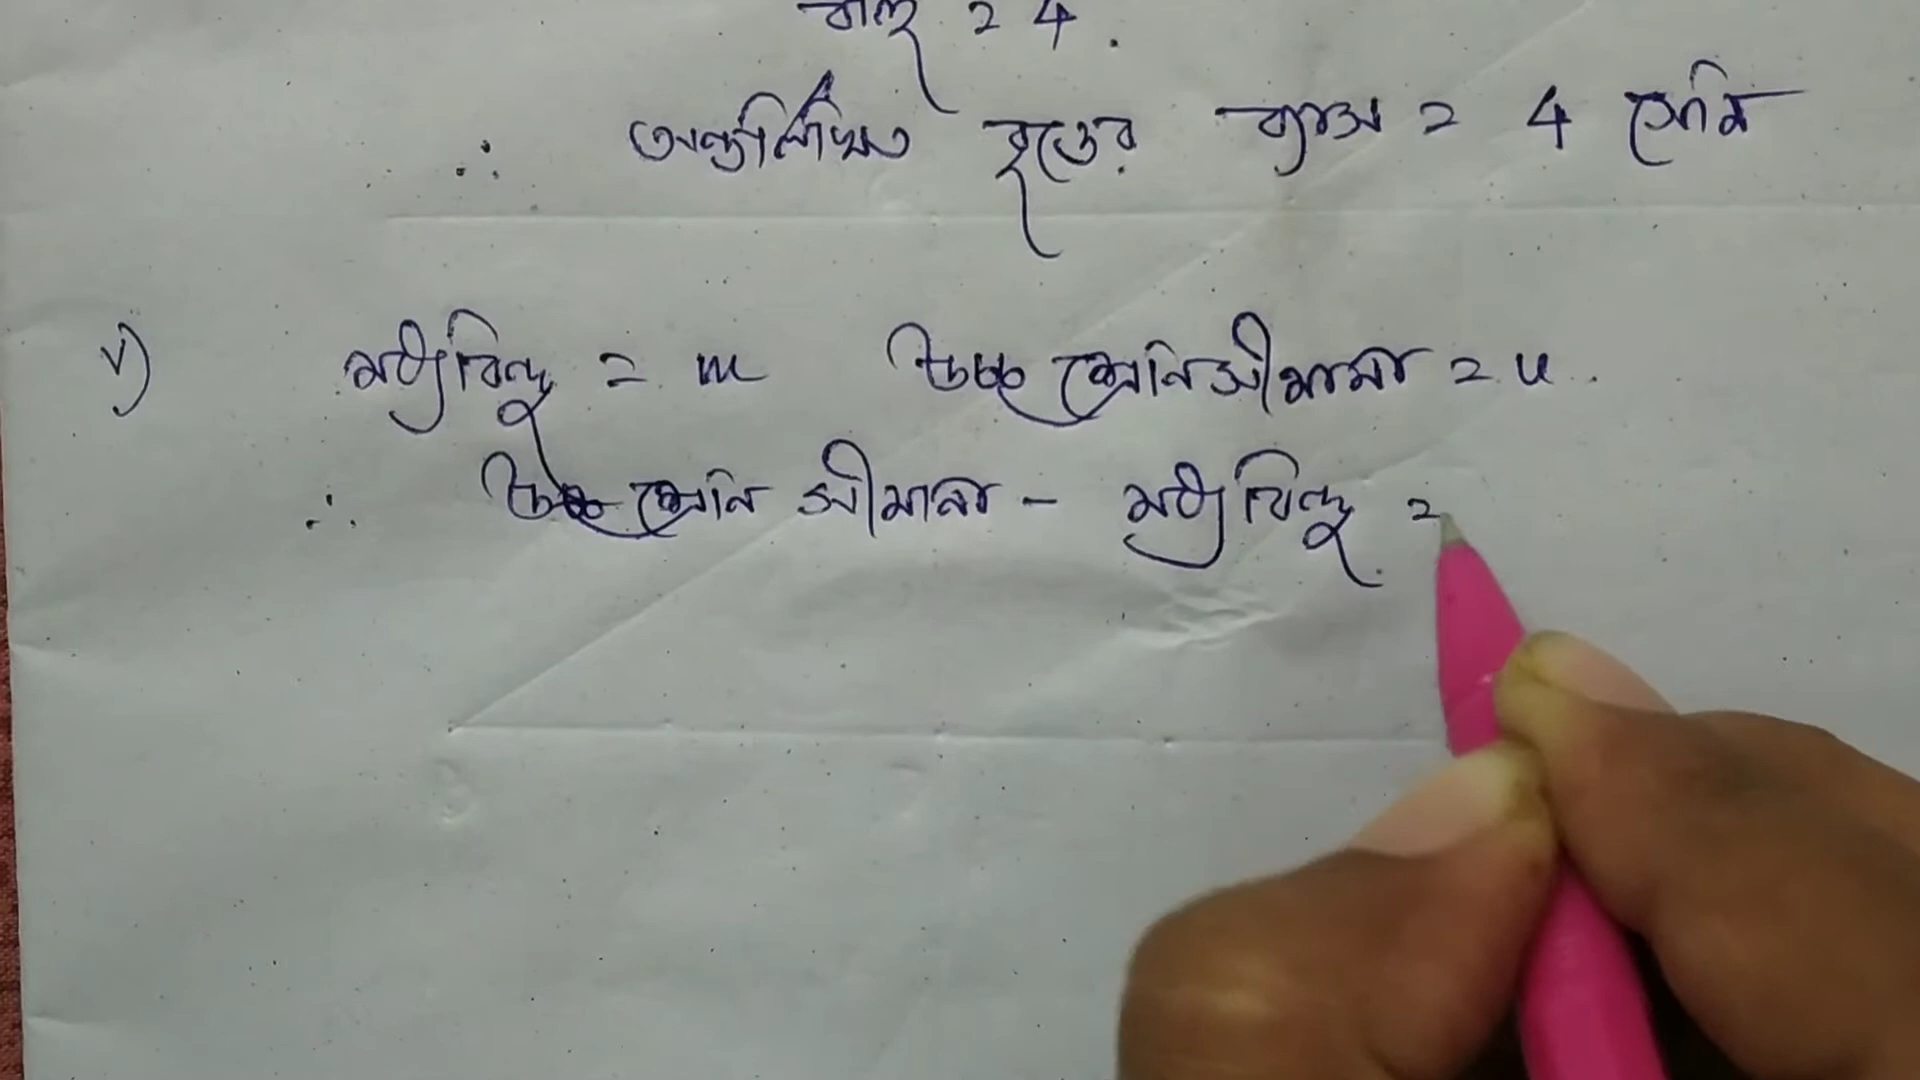 বাহু = 4.
∴ অন্তর্লিখিত বৃত্তের ব্যাস = 4 সেমি
v) মধ্যবিন্দু = m উচ্চ শ্রেনিসীমানা = u.
∴ উচ্চ শ্রেনি সীমানা - মধ্যবিন্দু =